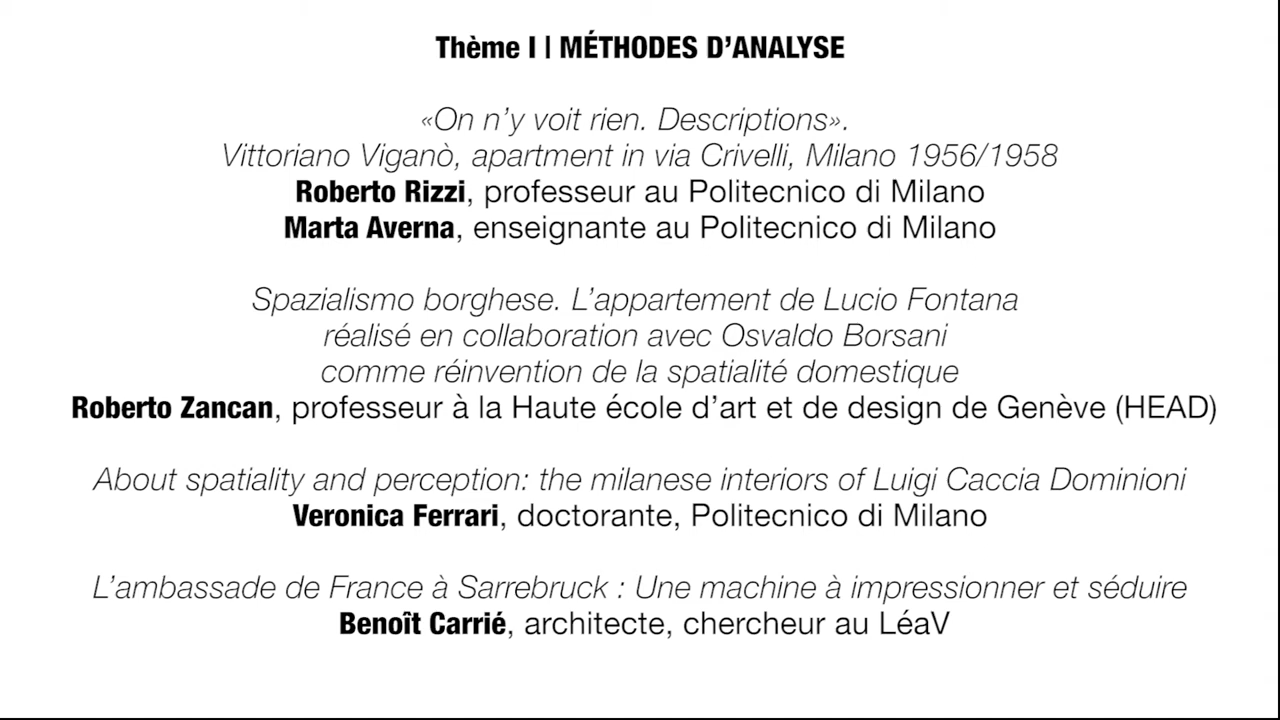 Thème I | MÉTHODES D’ANALYSE
«On n’y voit rien. Descriptions».
Vittoriano Viganò, apartment in via Crivelli, Milano 1956/1958
Roberto Rizzi, professeur au Politecnico di Milano
Marta Averna, enseignante au Politecnico di Milano
Spazialismo borghese. L’appartement de Lucio Fontana
réalisé en collaboration avec Osvaldo Borsani
comme réinvention de la spatialité domestique
Roberto Zancan, professeur à la Haute école d’art et de design de Genève (HEAD)
About spatiality and perception: the milanese interiors of Luigi Caccia Dominioni
Veronica Ferrari, doctorante, Politecnico di Milano
L’ambassade de France à Sarrebruck : Une machine à impressionner et séduire
Benoît Carrié, architecte, chercheur au LéaV